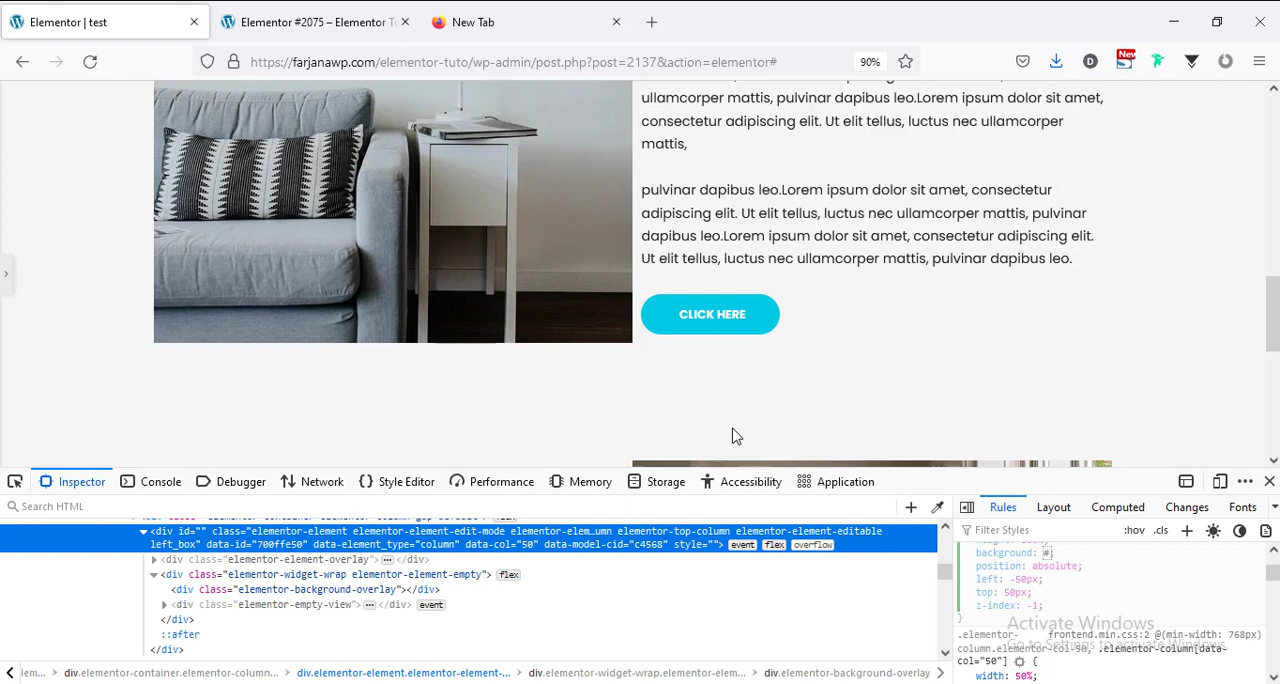 Elementor | test
Elementor #2075 – Elementor Tu
New Tab
https://farjanawp.com/elementor-tuto/wp-admin/post.php?post=2137&action=elementor#
90%
New
ullamcorper mattis, pulvinar dapibus leo.Lorem ipsum dolor sit amet,
consectetur adipiscing elit. Ut elit tellus, luctus nec ullamcorper
mattis,
pulvinar dapibus leo.Lorem ipsum dolor sit amet, consectetur
adipiscing elit. Ut elit tellus, luctus nec ullamcorper mattis, pulvinar
dapibus leo.Lorem ipsum dolor sit amet, consectetur adipiscing elit.
Ut elit tellus, luctus nec ullamcorper mattis, pulvinar dapibus leo.
CLICK HERE
Inspector Console Debugger Network Style Editor Performance Memory Storage Accessibility Application
Search HTML
Rules Layout Computed Changes Fonts
Filter Styles :hov .cls
<div id="" class="elementor-element elementor-element-edit-mode elementor-elem…umn elementor-top-column elementor-element-editable
left_box" data-id="700ffe50" data-element_type="column" data-col="50" data-model-cid="c4568" style=""> event flex overflow
<div class="elementor-element-overlay"> ⋯ </div>
<div class="elementor-widget-wrap elementor-element-empty"> flex
<div class="elementor-background-overlay"></div>
<div class="elementor-empty-view"> ⋯ </div> event
</div>
::after
</div>
background: #;
position: absolute;
left: -50px;
top: 50px;
z-index: -1;
}
Activate Windows
Go to Settings to activate Windows.
.elementor- frontend.min.css:2 @(min-width: 768px)
column.elementor-col-50, .elementor-column[data-
col="50"] {
width: 50%;
lem… div.elementor-container.elementor-column… div.elementor-element.elementor-element-… div.elementor-widget-wrap.elementor-elem… div.elementor-background-overlay